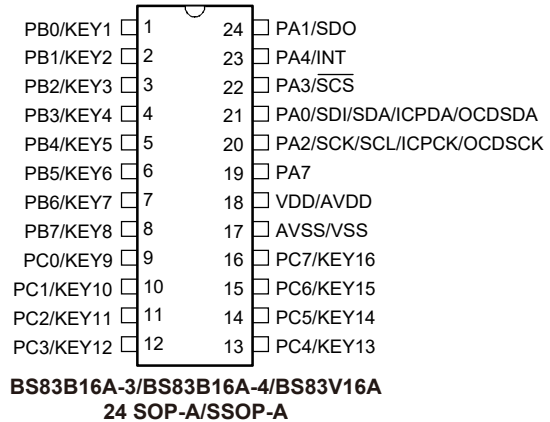 PB0/KEY1 1 24 PA1/SDO
PB1/KEY2 2 23 PA4/INT
PB2/KEY3 3 22 PA3/SCS
PB3/KEY4 4 21 PA0/SDI/SDA/ICPDA/OCDSDA
PB4/KEY5 5 20 PA2/SCK/SCL/ICPCK/OCDSCK
PB5/KEY6 6 19 PA7
PB6/KEY7 7 18 VDD/AVDD
PB7/KEY8 8 17 AVSS/VSS
PC0/KEY9 9 16 PC7/KEY16
PC1/KEY10 10 15 PC6/KEY15
PC2/KEY11 11 14 PC5/KEY14
PC3/KEY12 12 13 PC4/KEY13
BS83B16A-3/BS83B16A-4/BS83V16A
24 SOP-A/SSOP-A